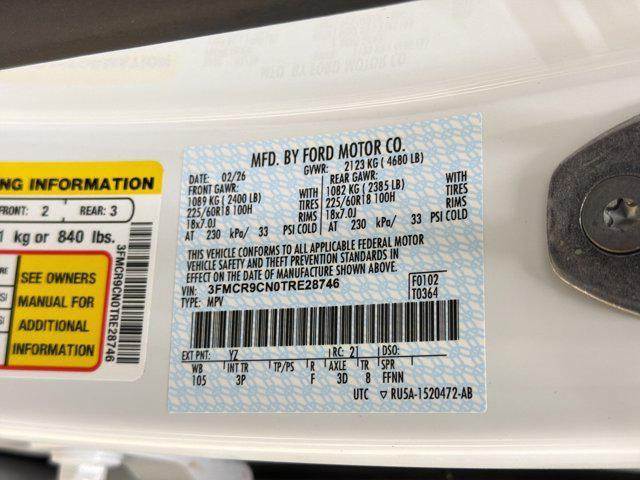 MFD. BY FORD MOTOR CO.
DATE: 02/26 GVWR: 2123 KG ( 4680 LB)
FRONT GAWR: REAR GAWR:
1089 KG ( 2400 LB) WITH 1082 KG ( 2385 LB) WITH
225/60R18 100H TIRES 225/60R18 100H TIRES
18x7.0J RIMS 18x7.0J RIMS
AT 230 kPa/ 33 PSI COLD AT 230 kPa/ 33 PSI COLD
THIS VEHICLE CONFORMS TO ALL APPLICABLE FEDERAL MOTOR
VEHICLE SAFETY AND THEFT PREVENTION STANDARDS
IN EFFECT ON THE DATE OF MANUFACTURE SHOWN ABOVE.
VIN: 3FMCR9CN0TRE28746 F0102
TYPE: MPV T0364
EXT PNT: YZ RC: 21 DSO:
WB INT TR TP/PS R AXLE TR SPR
105 3P F 3D 8 FFNN
UTC ▽ RU5A-1520472-AB
NG INFORMATION
FRONT: 2 REAR: 3
1 kg or 840 lbs.
SEE OWNERS
MANUAL FOR
ADDITIONAL
INFORMATION
3FMCR9CN0TRE28746